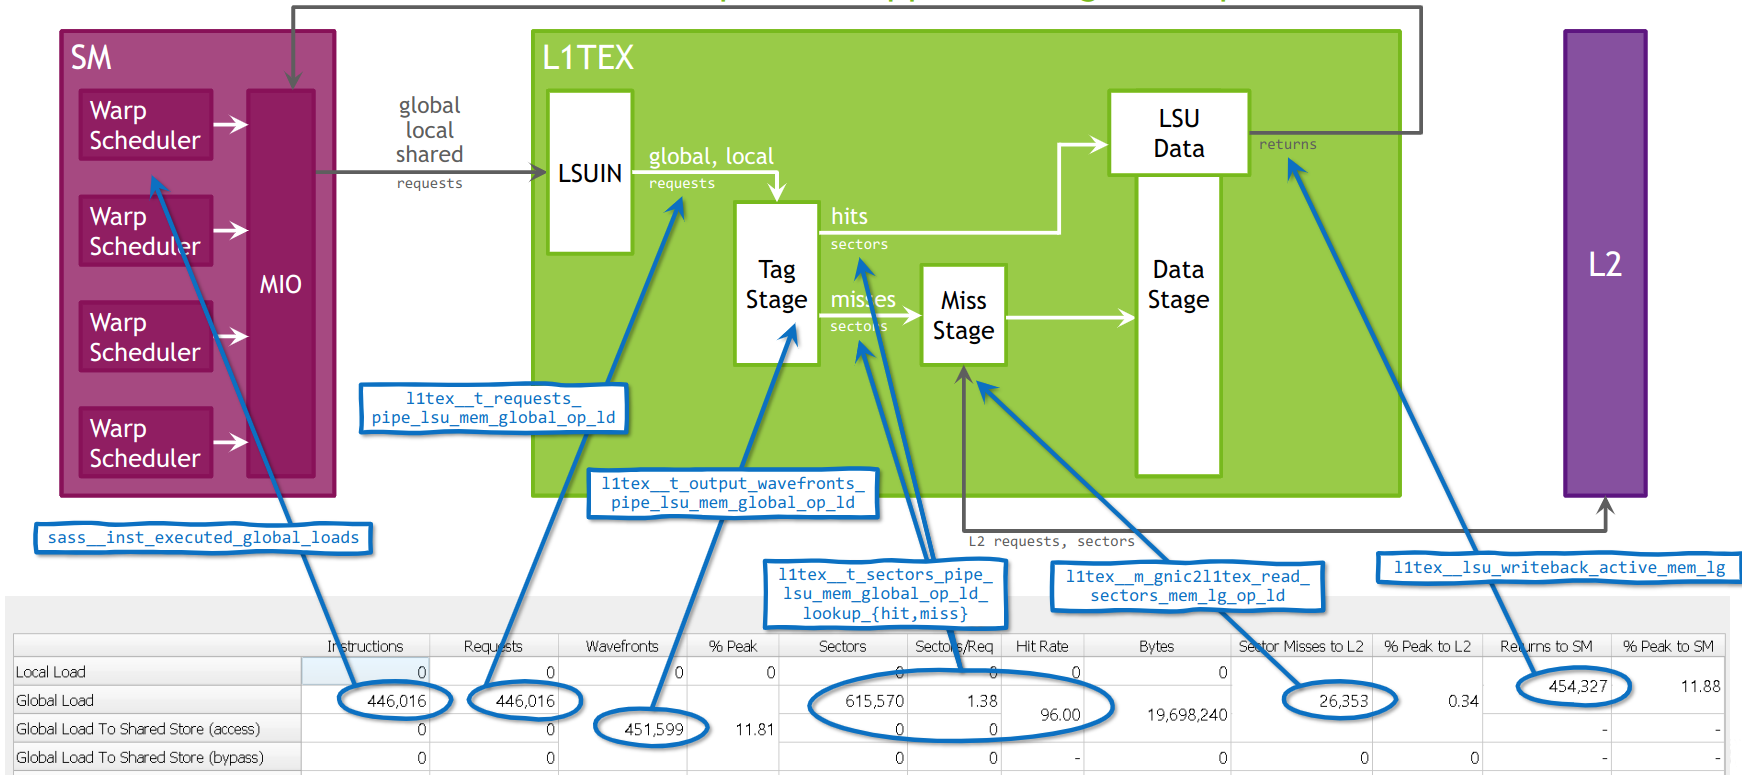 SM
L1TEX
L2
Warp
Scheduler
Warp
Scheduler
Warp
Scheduler
Warp
Scheduler
MIO
global
local
shared
requests
LSUIN
global, local
requests
Tag
Stage
hits
sectors
misses
sectors
Miss
Stage
LSU
Data
Data
Stage
returns
L2 requests, sectors
l1tex__t_requests_
pipe_lsu_mem_global_op_ld
l1tex__t_output_wavefronts_
pipe_lsu_mem_global_op_ld
sass__inst_executed_global_loads
l1tex__t_sectors_pipe_
lsu_mem_global_op_ld_
lookup_{hit,miss}
l1tex__m_gnic2l1tex_read_
sectors_mem_lg_op_ld
l1tex__lsu_writeback_active_mem_lg
Instructions Requests Wavefronts % Peak Sectors Sectors/Req Hit Rate Bytes Sector Misses to L2 % Peak to L2 Returns to SM % Peak to SM
Local Load 0 0 0 0 0 0 0 0 0 0
Global Load 446,016 446,016 451,599 11.81 615,570 1.38 96.00 19,698,240 26,353 0.34 454,327 11.88
Global Load To Shared Store (access) 0 0 0 0 - -
Global Load To Shared Store (bypass) 0 0 0 0 - 0 0 0 - -